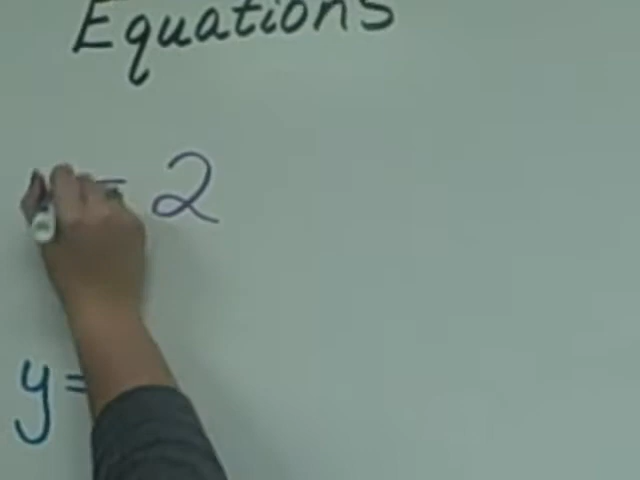 Equations
= 2
y=